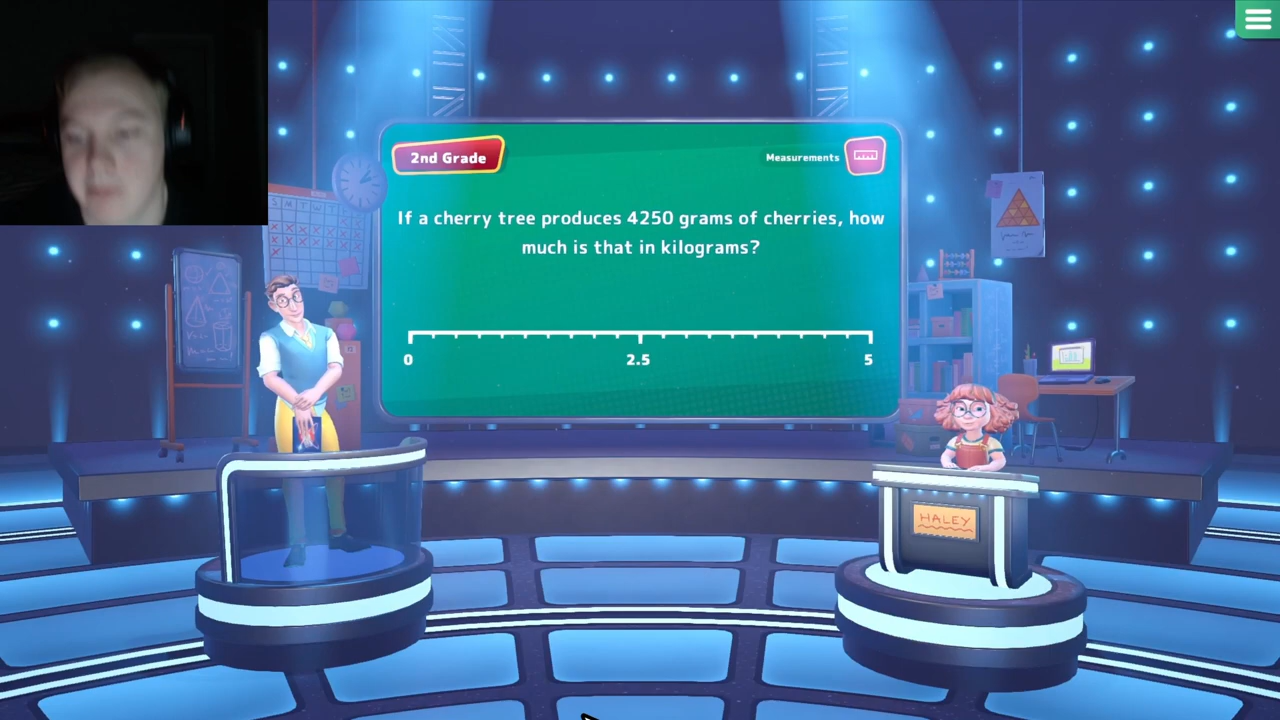 2nd Grade
Measurements
If a cherry tree produces 4250 grams of cherries, how
much is that in kilograms?
0 2.5 5
HALEY